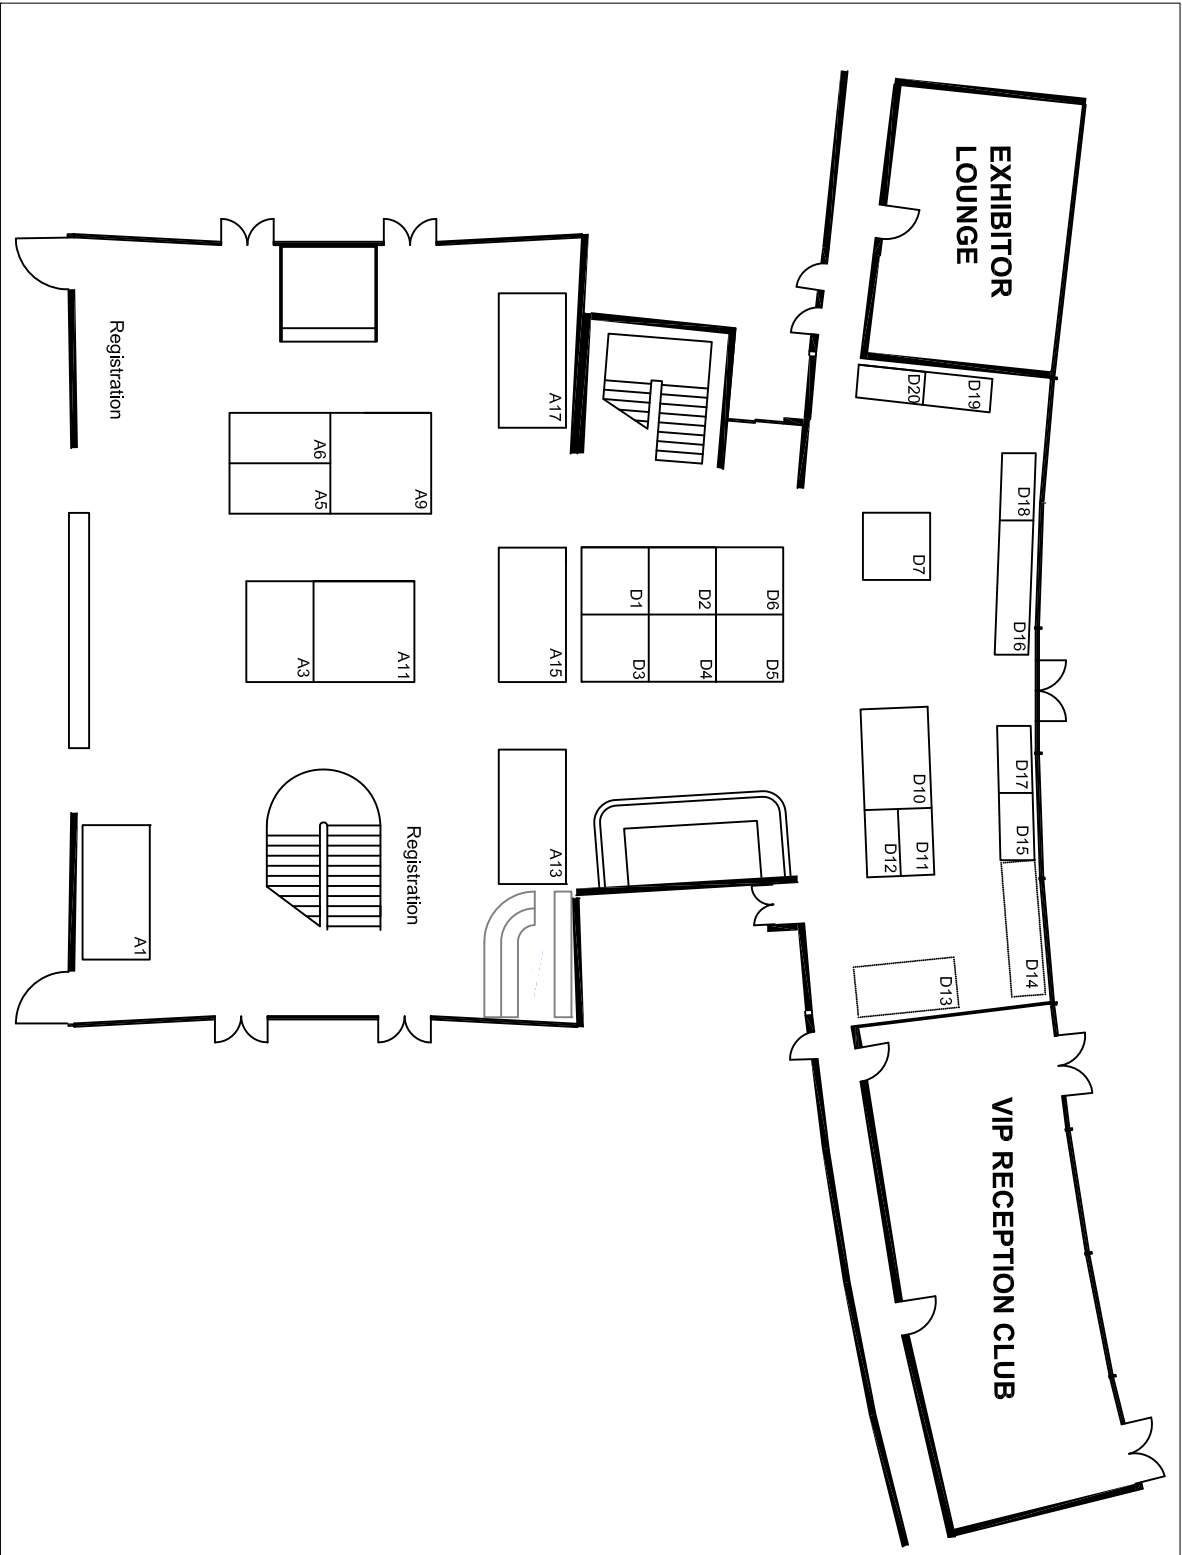 EXHIBITOR
LOUNGE
D19
D20
D18
D16
D7
D17
D15
D14
D10
D11
D12
D13
VIP RECEPTION CLUB
D6
D5
D2
D4
D1
D3
A17
A15
A13
Registration
A9
A11
A6
A5
A3
A1
Registration